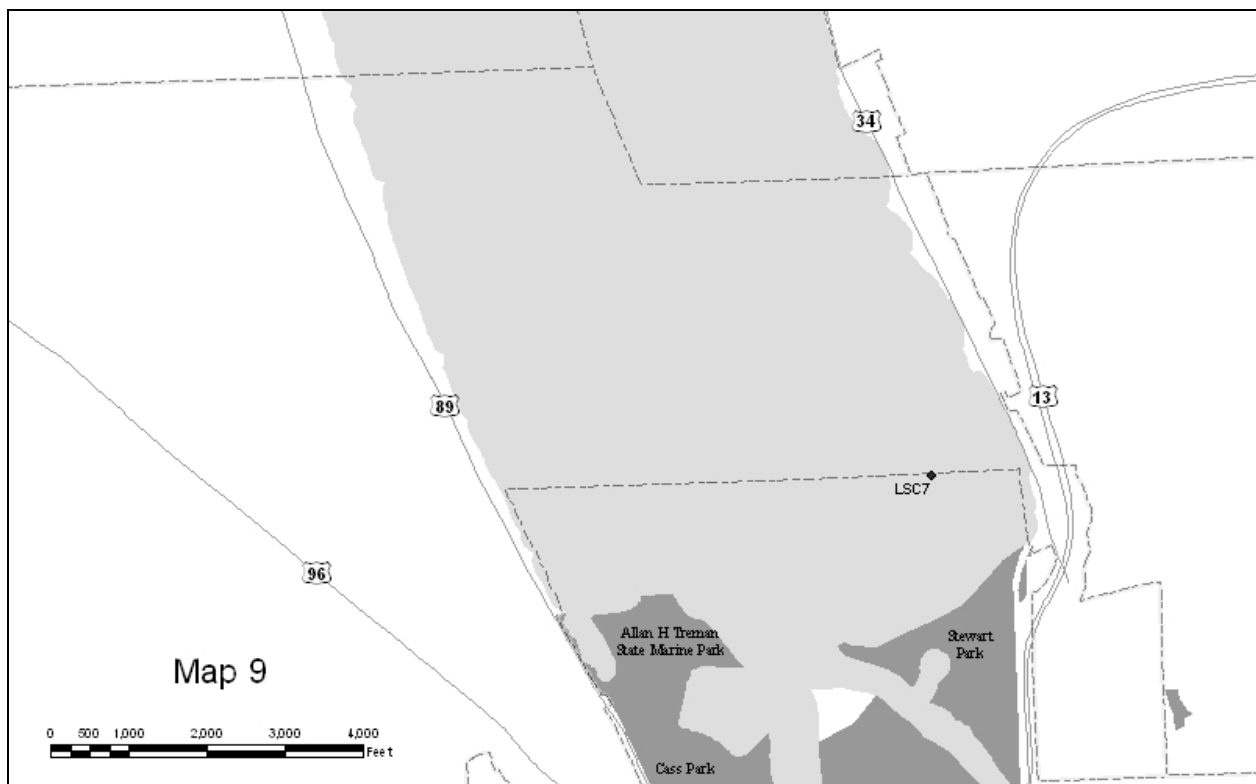 34
13
89
LSC7
96
Allan H Treman
State Marine Park
Stewart
Park
Map 9
0 500 1,000 2,000 3,000 4,000
Feet
Cass Park